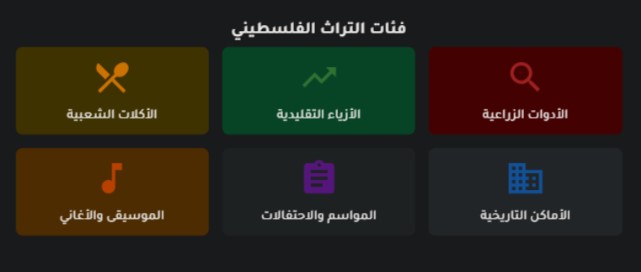 فئات التراث الفلسطيني
الأدوات الزراعية
الأزياء التقليدية
الأكلات الشعبية
الأماكن التاريخية
المواسم والاحتفالات
الموسيقى والأغاني